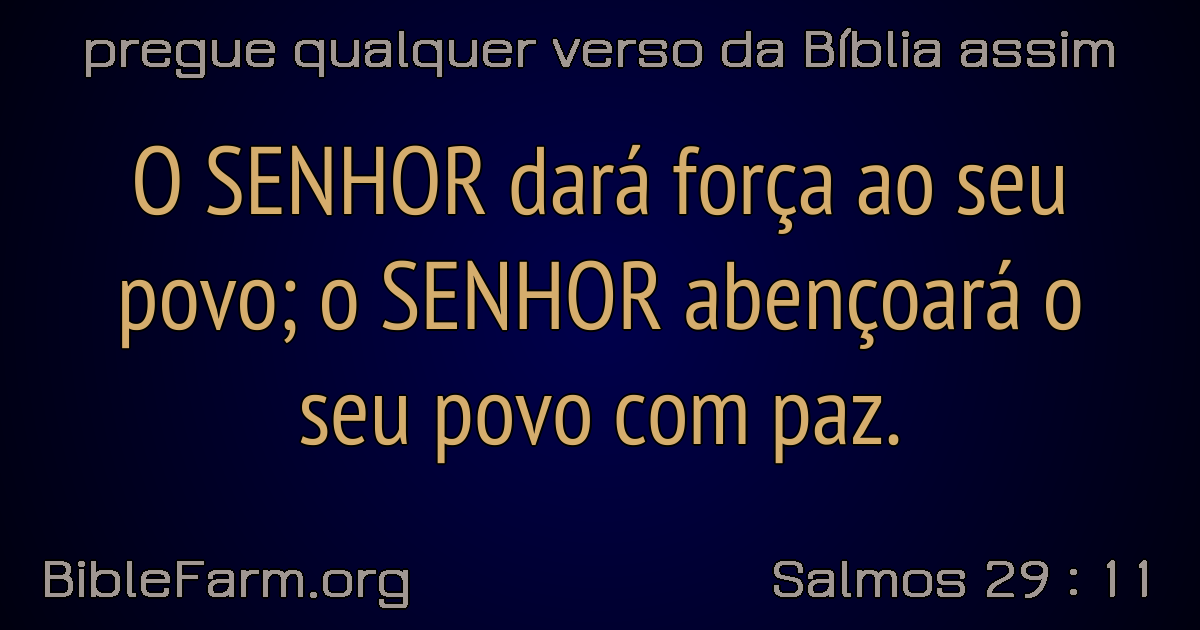 pregue qualquer verso da Bíblia assim
O SENHOR dará força ao seu
povo; o SENHOR abençoará o
seu povo com paz.
BibleFarm.org
Salmos 29 : 11